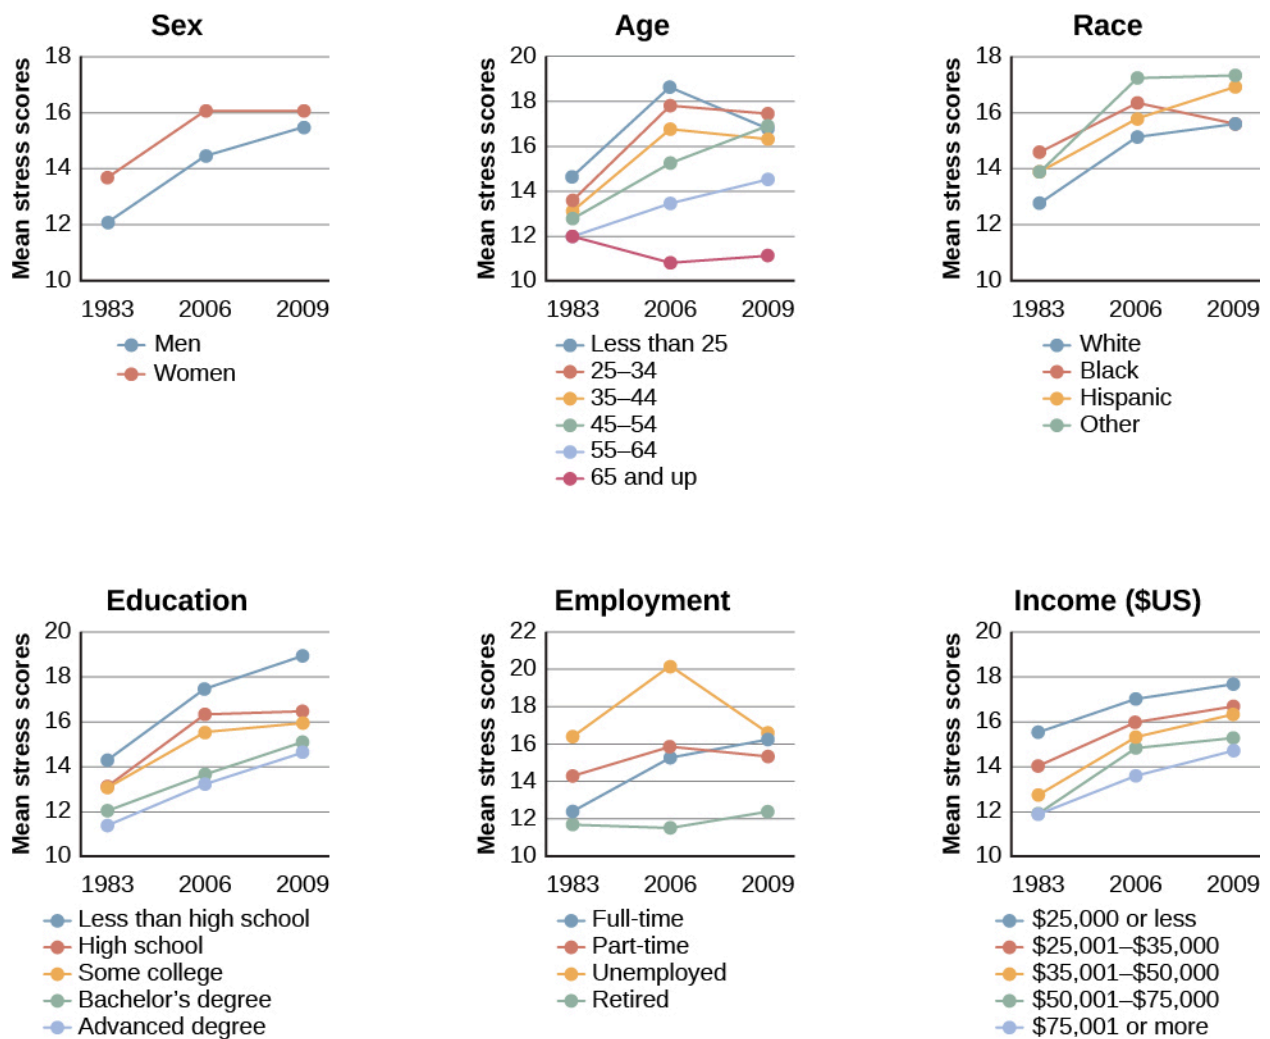 Sex
Mean stress scores
18
16
14
12
10
1983 2006 2009
Men
Women
Age
Mean stress scores
20
18
16
14
12
10
1983 2006 2009
Less than 25
25–34
35–44
45–54
55–64
65 and up
Race
Mean stress scores
18
16
14
12
10
1983 2006 2009
White
Black
Hispanic
Other
Education
Mean stress scores
20
18
16
14
12
10
1983 2006 2009
Less than high school
High school
Some college
Bachelor’s degree
Advanced degree
Employment
Mean stress scores
22
20
18
16
14
12
10
1983 2006 2009
Full-time
Part-time
Unemployed
Retired
Income ($US)
Mean stress scores
20
18
16
14
12
10
1983 2006 2009
$25,000 or less
$25,001–$35,000
$35,001–$50,000
$50,001–$75,000
$75,001 or more